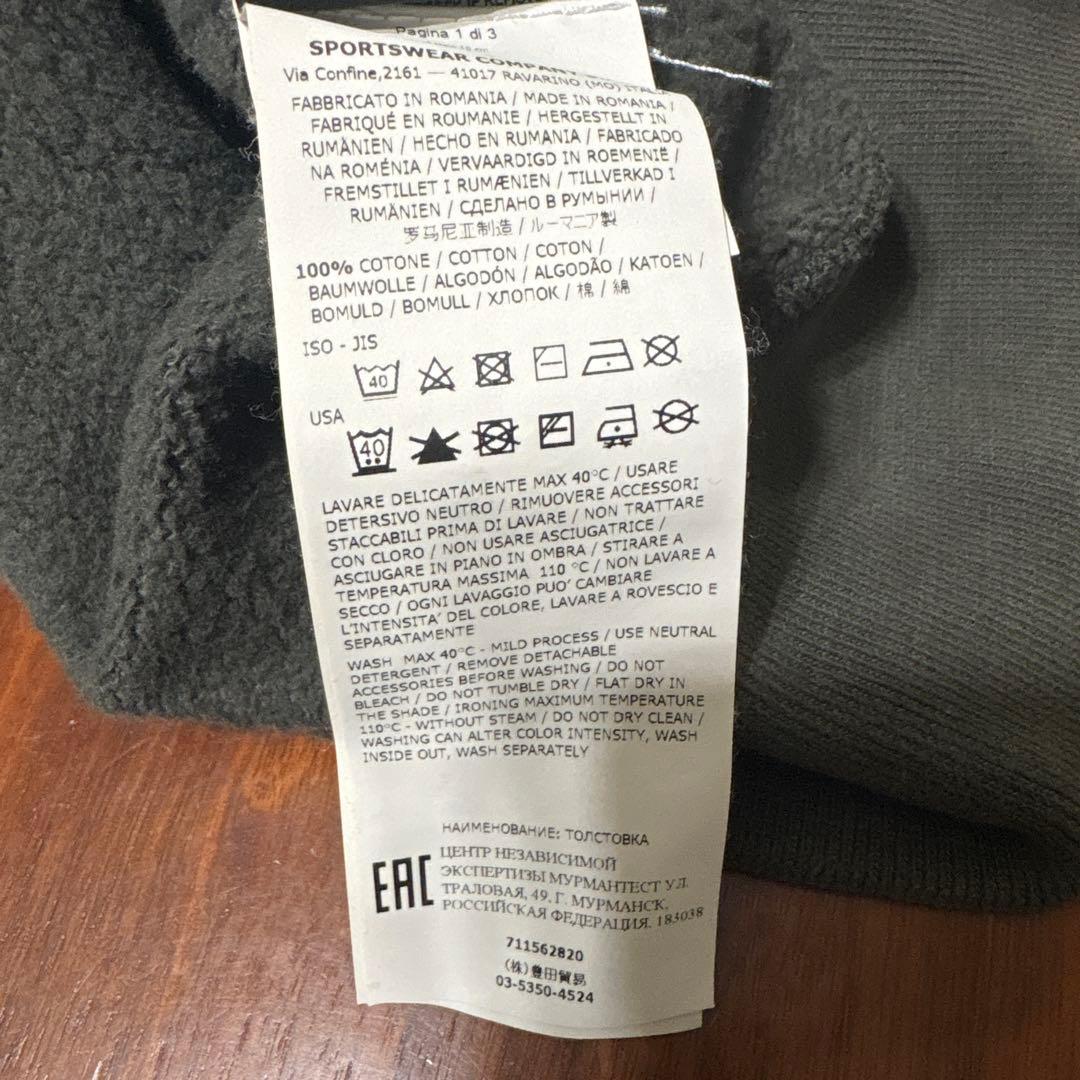 Pagina 1 di 3
SPORTSWEAR COMPANY
Via Confine,2161 — 41017 RAVARINO (MO) ITALY
FABBRICATO IN ROMANIA / MADE IN ROMANIA /
FABRIQUÉ EN ROUMANIE / HERGESTELLT IN
RUMÄNIEN / HECHO EN RUMANIA / FABRICADO
NA ROMÉNIA / VERVAARDIGD IN ROEMENIË /
FREMSTILLET I RUMÆNIEN / TILLVERKAD I
RUMÄNIEN / СДЕЛАНО В РУМЫНИИ /
罗马尼亚制造 / ルーマニア製
100% COTONE / COTTON / COTON /
BAUMWOLLE / ALGODÓN / ALGODÃO / KATOEN /
BOMULD / BOMULL / ХЛОПОК / 棉 / 綿
ISO - JIS
40
USA
40
LAVARE DELICATAMENTE MAX 40°C / USARE
DETERSIVO NEUTRO / RIMUOVERE ACCESSORI
STACCABILI PRIMA DI LAVARE / NON TRATTARE
CON CLORO / NON USARE ASCIUGATRICE /
ASCIUGARE IN PIANO IN OMBRA / STIRARE A
TEMPERATURA MASSIMA 110 °C / NON LAVARE A
SECCO / OGNI LAVAGGIO PUO' CAMBIARE
L'INTENSITA' DEL COLORE, LAVARE A ROVESCIO E
SEPARATAMENTE
WASH MAX 40°C - MILD PROCESS / USE NEUTRAL
DETERGENT / REMOVE DETACHABLE
ACCESSORIES BEFORE WASHING / DO NOT
BLEACH / DO NOT TUMBLE DRY / FLAT DRY IN
THE SHADE / IRONING MAXIMUM TEMPERATURE
110°C - WITHOUT STEAM / DO NOT DRY CLEAN /
WASHING CAN ALTER COLOR INTENSITY, WASH
INSIDE OUT, WASH SEPARATELY
НАИМЕНОВАНИЕ: ТОЛСТОВКА
EAC
ЦЕНТР НЕЗАВИСИМОЙ
ЭКСПЕРТИЗЫ МУРМАНТЕСТ УЛ.
ТРАЛОВАЯ, 49, Г. МУРМАНСК,
РОССИЙСКАЯ ФЕДЕРАЦИЯ. 183038
711562820
(株)豊田貿易
03-5350-4524